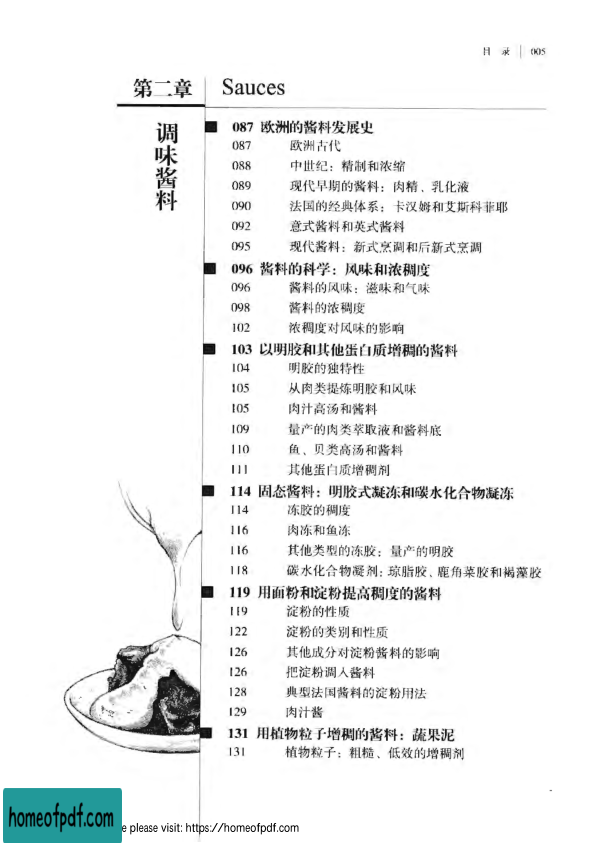 目 录 | 005
第二章 Sauces
调味酱料
■ 087 欧洲的酱料发展史
087 欧洲古代
088 中世纪：精制和浓缩
089 现代早期的酱料：肉精、乳化液
090 法国的经典体系：卡汉姆和艾斯科菲耶
092 意式酱料和英式酱料
095 现代酱料：新式烹调和后新式烹调
■ 096 酱料的科学：风味和浓稠度
096 酱料的风味：滋味和气味
098 酱料的浓稠度
102 浓稠度对风味的影响
■ 103 以明胶和其他蛋白质增稠的酱料
104 明胶的独特性
105 从肉类提炼明胶和风味
105 肉汁高汤和酱料
109 量产的肉类萃取液和酱料底
110 鱼、贝类高汤和酱料
111 其他蛋白质增稠剂
■ 114 固态酱料：明胶式凝冻和碳水化合物凝冻
114 冻胶的稠度
116 肉冻和鱼冻
116 其他类型的冻胶；量产的明胶
118 碳水化合物凝剂：琼脂胶、鹿角菜胶和褐藻胶
■ 119 用面粉和淀粉提高稠度的酱料
119 淀粉的性质
122 淀粉的类别和性质
126 其他成分对淀粉酱料的影响
126 把淀粉调入酱料
128 典型法国酱料的淀粉用法
129 肉汁酱
■ 131 用植物粒子增稠的酱料：蔬果泥
131 植物粒子：粗糙、低效的增稠剂
homeofpdf.com
e please visit: https://homeofpdf.com